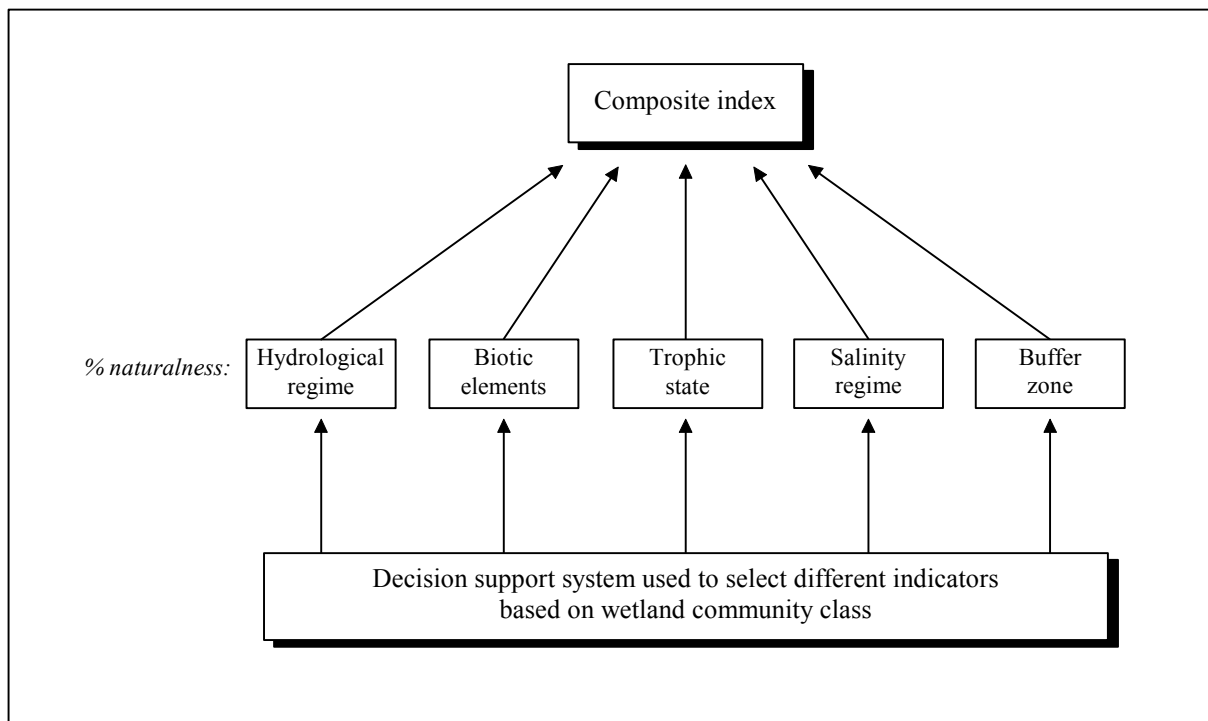 Composite index
% naturalness:
Hydrological
regime
Biotic
elements
Trophic
state
Salinity
regime
Buffer
zone
Decision support system used to select different indicators
based on wetland community class